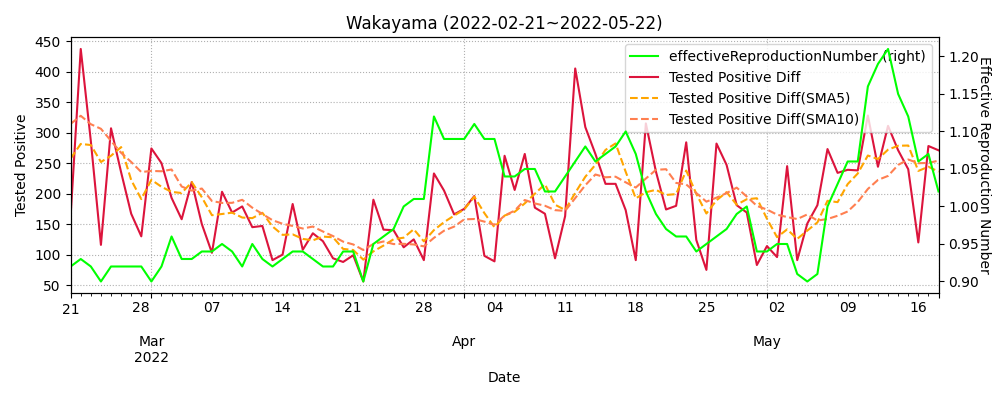 Wakayama (2022-02-21~2022-05-22)
effectiveReproductionNumber (right)
Tested Positive Diff
Tested Positive Diff(SMA5)
Tested Positive Diff(SMA10)
Tested Positive
450
400
350
300
250
200
150
100
50
1.20
1.15
1.10
1.05
1.00
0.95
0.90
Effective Reproduction Number
21 28 07 14 21 28 04 11 18 25 02 09 16
Mar Apr May
2022
Date